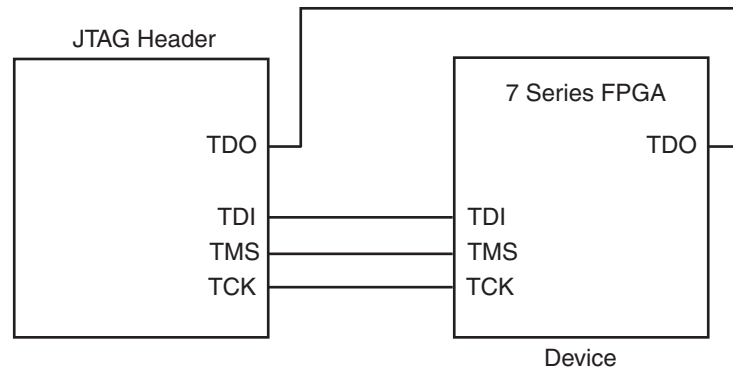 JTAG Header
TDO
TDI
TMS
TCK
7 Series FPGA
TDO
TDI
TMS
TCK
Device